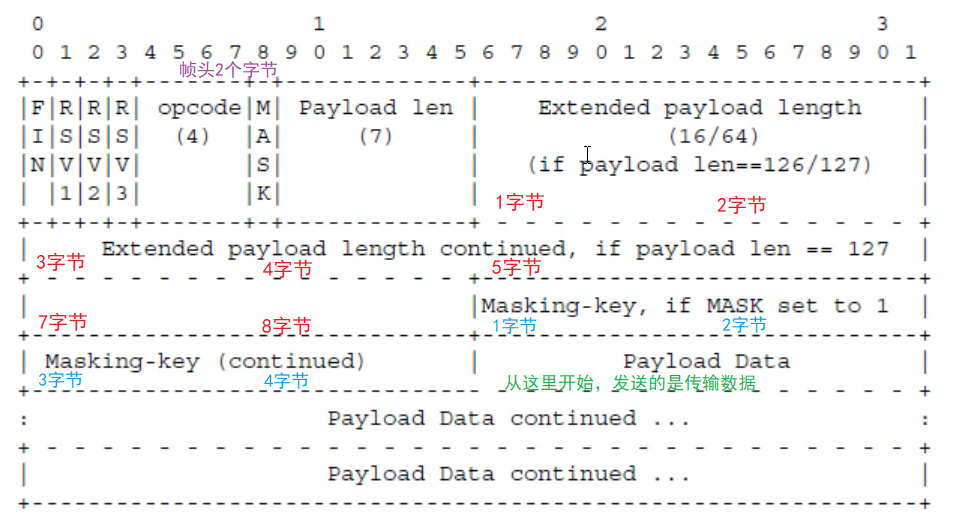 0 1 2 3
0 1 2 3 4 5 6 7 8 9 0 1 2 3 4 5 6 7 8 9 0 1 2 3 4 5 6 7 8 9 0 1
帧头2个字节
+-+-+-+-+-------+-+-------------+-------------------------------+
|F|R|R|R| opcode|M| Payload len | Extended payload length |
|I|S|S|S| (4) |A| (7) | (16/64) |
|N|V|V|V| |S| | (if payload len==126/127) |
| |1|2|3| |K| | |
1字节 2字节
+-+-+-+-+-------+-+-------------+ - - - - - - - - - - - - - - - +
| Extended payload length continued, if payload len == 127 |
3字节 4字节 5字节
+ - - - - - - - - - - - - - - - +-------------------------------+
| |Masking-key, if MASK set to 1 |
7字节 8字节 1字节 2字节
+-------------------------------+-------------------------------+
| Masking-key (continued) | Payload Data |
3字节 4字节 从这里开始，发送的是传输数据
+-------------------------------- - - - - - - - - - - - - - - - +
: Payload Data continued ... :
+ - - - - - - - - - - - - - - - - - - - - - - - - - - - - - - - +
| Payload Data continued ... |
+---------------------------------------------------------------+